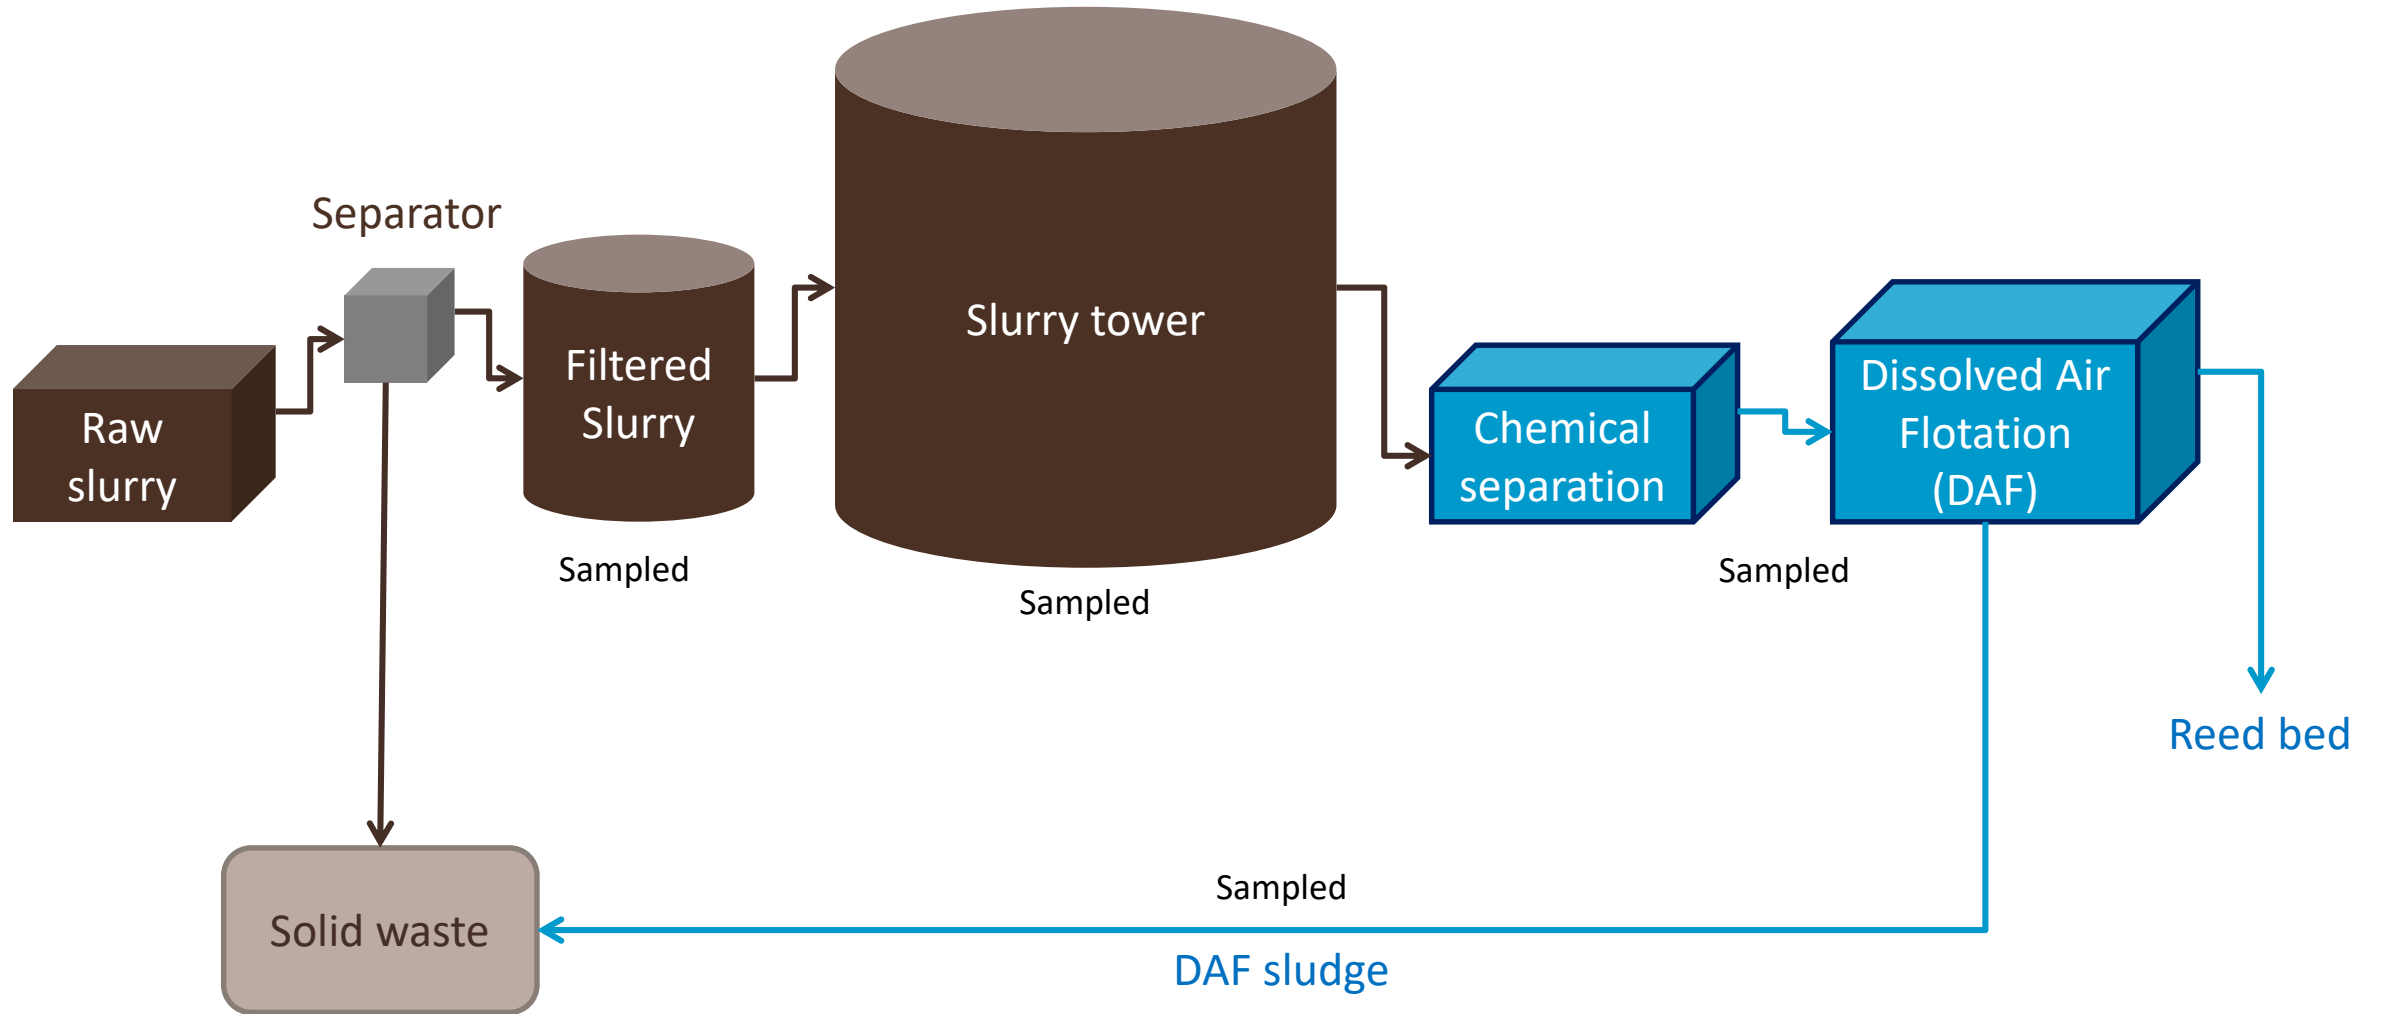 Separator
Raw
slurry
Filtered
Slurry
Sampled
Slurry tower
Sampled
Chemical
separation
Sampled
Dissolved Air
Flotation
(DAF)
Reed bed
Solid waste
Sampled
DAF sludge